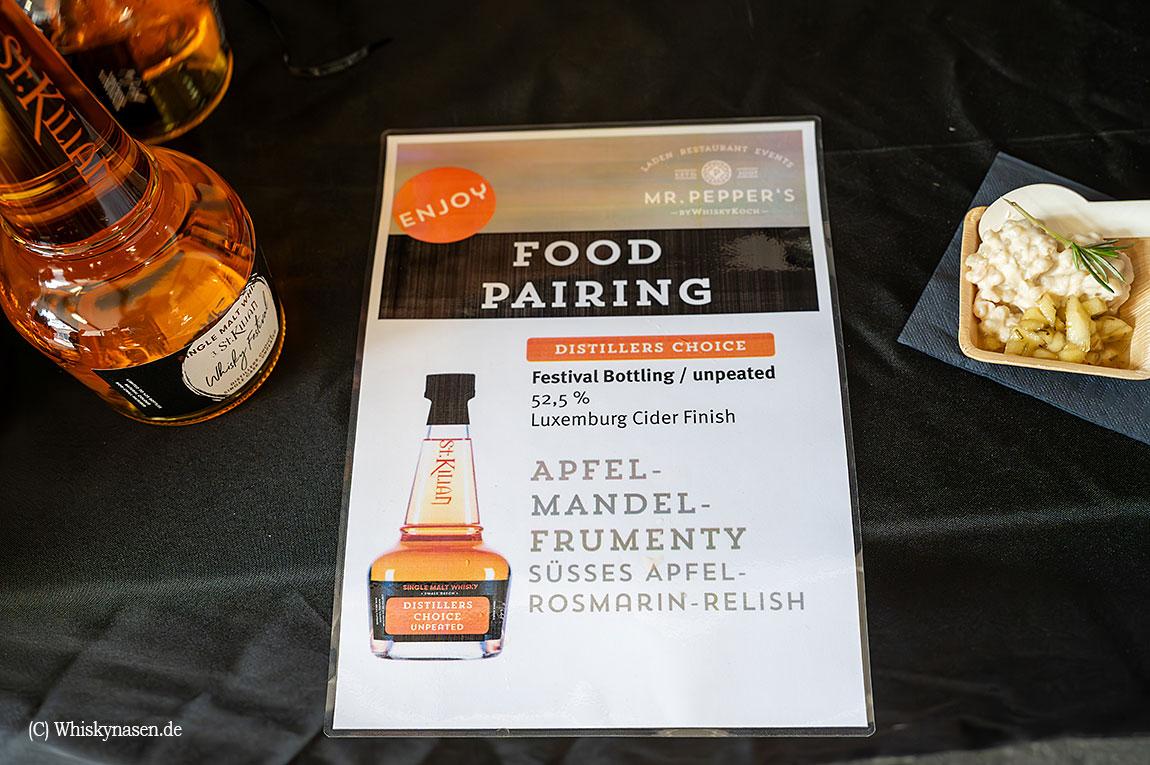 St.Kilian
SINGLE MALT WHIS
St.Kilian
Whisky Festival
ENJOY
LADEN RESTAURANT EVENTS
MR. PEPPER'S
BYWHISKYKOCH
FOOD
PAIRING
DISTILLERS CHOICE
Festival Bottling / unpeated
52,5 %
Luxemburg Cider Finish
St.Kilian
APFEL-
MANDEL-
FRUMENTY
SÜSSES APFEL-
ROSMARIN-RELISH
SINGLE MALT WHISKY
DISTILLERS
CHOICE
UNPEATED
(C) Whiskynasen.de